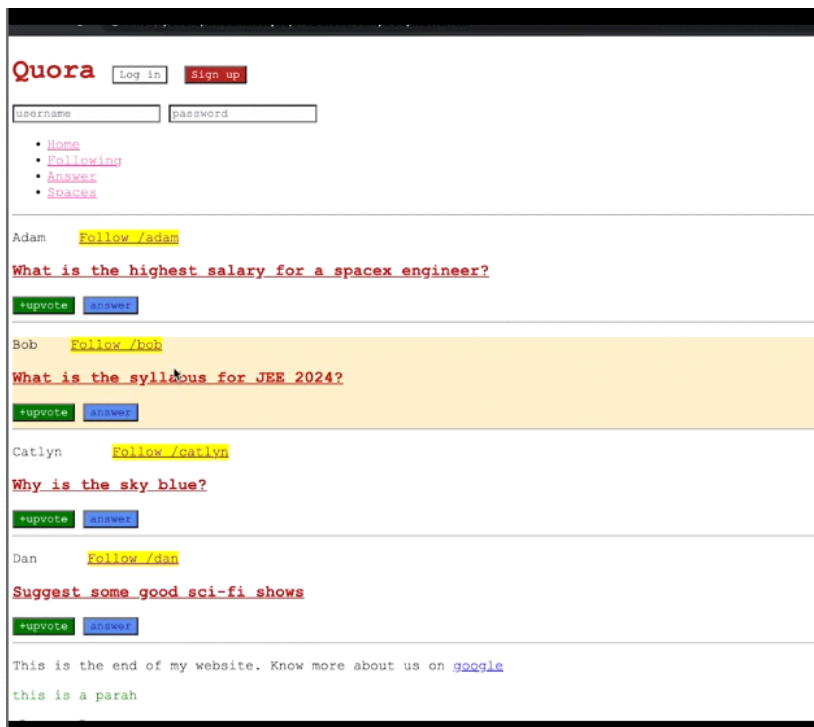 Quora Log in Sign up
username password
Home
Following
Answer
Spaces
Adam Follow /adam
What is the highest salary for a spacex engineer?
+upvote answer
Bob Follow /bob
What is the syllabus for JEE 2024?
+upvote answer
Catlyn Follow /catlyn
Why is the sky blue?
+upvote answer
Dan Follow /dan
Suggest some good sci-fi shows
+upvote answer
This is the end of my website. Know more about us on google
this is a parah